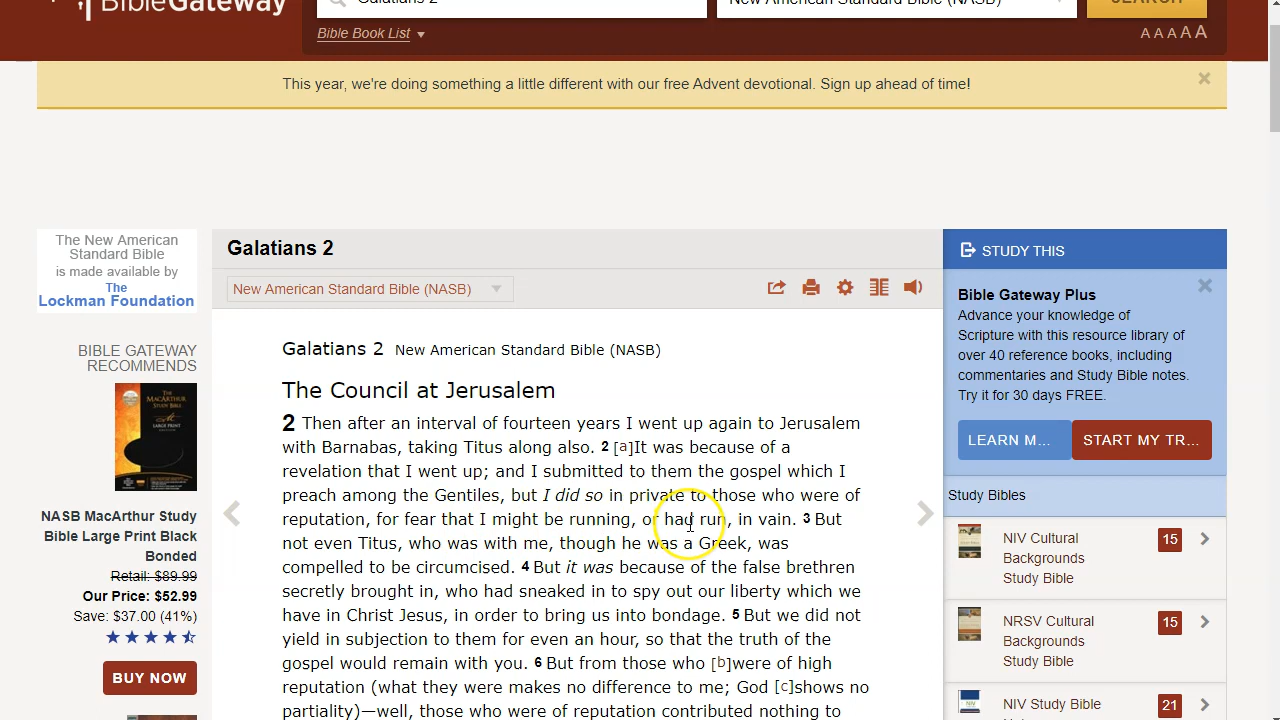 BibleGateway
Galatians 2
New American Standard Bible (NASB)
SEARCH
Bible Book List
A A A A A
This year, we're doing something a little different with our free Advent devotional. Sign up ahead of time!
The New American
Standard Bible
is made available by
The
Lockman Foundation
BIBLE GATEWAY
RECOMMENDS
NASB MacArthur Study
Bible Large Print Black
Bonded
Retail: $89.99
Our Price: $52.99
Save: $37.00 (41%)
BUY NOW
Galatians 2
New American Standard Bible (NASB)
Galatians 2 New American Standard Bible (NASB)
The Council at Jerusalem
2 Then after an interval of fourteen years I went up again to Jerusalem
with Barnabas, taking Titus along also. 2 [a]It was because of a
revelation that I went up; and I submitted to them the gospel which I
preach among the Gentiles, but I did so in private to those who were of
reputation, for fear that I might be running, or had run, in vain. 3 But
not even Titus, who was with me, though he was a Greek, was
compelled to be circumcised. 4 But it was because of the false brethren
secretly brought in, who had sneaked in to spy out our liberty which we
have in Christ Jesus, in order to bring us into bondage. 5 But we did not
yield in subjection to them for even an hour, so that the truth of the
gospel would remain with you. 6 But from those who [b]were of high
reputation (what they were makes no difference to me; God [c]shows no
partiality)—well, those who were of reputation contributed nothing to
STUDY THIS
Bible Gateway Plus
Advance your knowledge of
Scripture with this resource library of
over 40 reference books, including
commentaries and Study Bible notes.
Try it for 30 days FREE.
LEARN M...
START MY TR...
Study Bibles
NIV Cultural
Backgrounds
Study Bible
15
NRSV Cultural
Backgrounds
Study Bible
15
NIV Study Bible
21